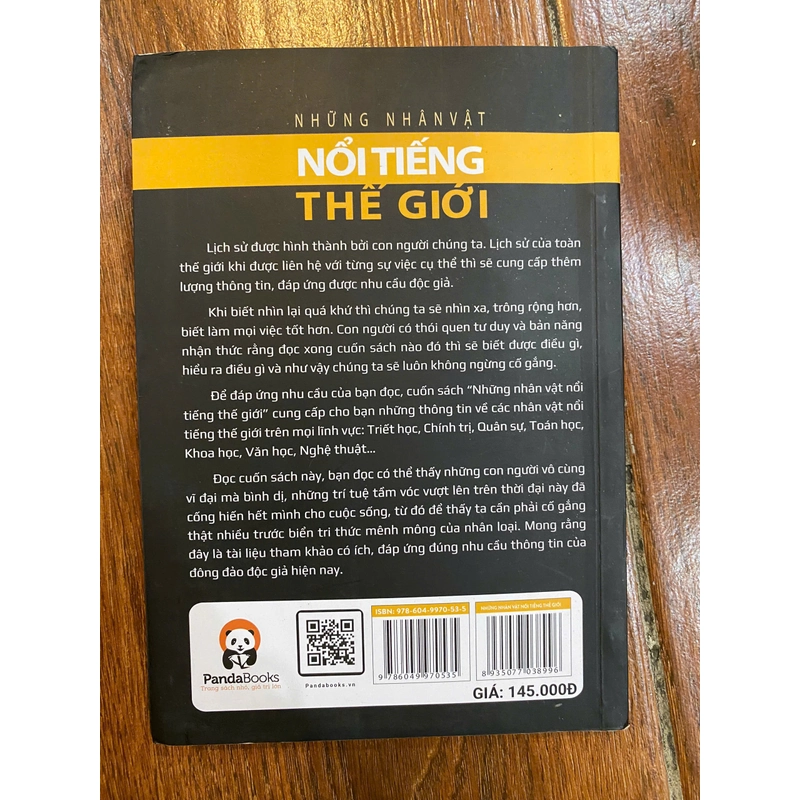 NHỮNG NHÂN VẬT
NỔI TIẾNG
THẾ GIỚI
Lịch sử được hình thành bởi con người chúng ta. Lịch sử của toàn
thế giới khi được liên hệ với từng sự việc cụ thể thì sẽ cung cấp thêm
lượng thông tin, đáp ứng được nhu cầu độc giả.
Khi biết nhìn lại quá khứ thì chúng ta sẽ nhìn xa, trông rộng hơn,
biết làm mọi việc tốt hơn. Con người có thói quen tư duy và bản năng
nhận thức rằng đọc xong cuốn sách nào đó thì sẽ biết được điều gì,
hiểu ra điều gì và như vậy chúng ta sẽ luôn không ngừng cố gắng.
Để đáp ứng nhu cầu của bạn đọc, cuốn sách “Những nhân vật nổi
tiếng thế giới” cung cấp cho bạn những thông tin về các nhân vật nổi
tiếng thế giới trên mọi lĩnh vực: Triết học, Chính trị, Quân sự, Toán học,
Khoa học, Văn học, Nghệ thuật...
Đọc cuốn sách này, bạn đọc có thể thấy những con người vô cùng
vĩ đại mà bình dị, những trí tuệ tầm vóc vượt lên trên thời đại này đã
cống hiến hết mình cho cuộc sống, từ đó để thấy ta cần phải cố gắng
thật nhiều trước biển tri thức mênh mông của nhân loại. Mong rằng
đây là tài liệu tham khảo có ích, đáp ứng đúng nhu cầu thông tin của
đông đảo độc giả hiện nay.
PandaBooks
Trang sách nhỏ, giá trị lớn
Pandabooks.vn
ISBN: 978-604-9970-53-5
9 786049 970535
NHỮNG NHÂN VẬT NỔI TIẾNG THẾ GIỚI
8 935077 038996
GIÁ: 145.000Đ